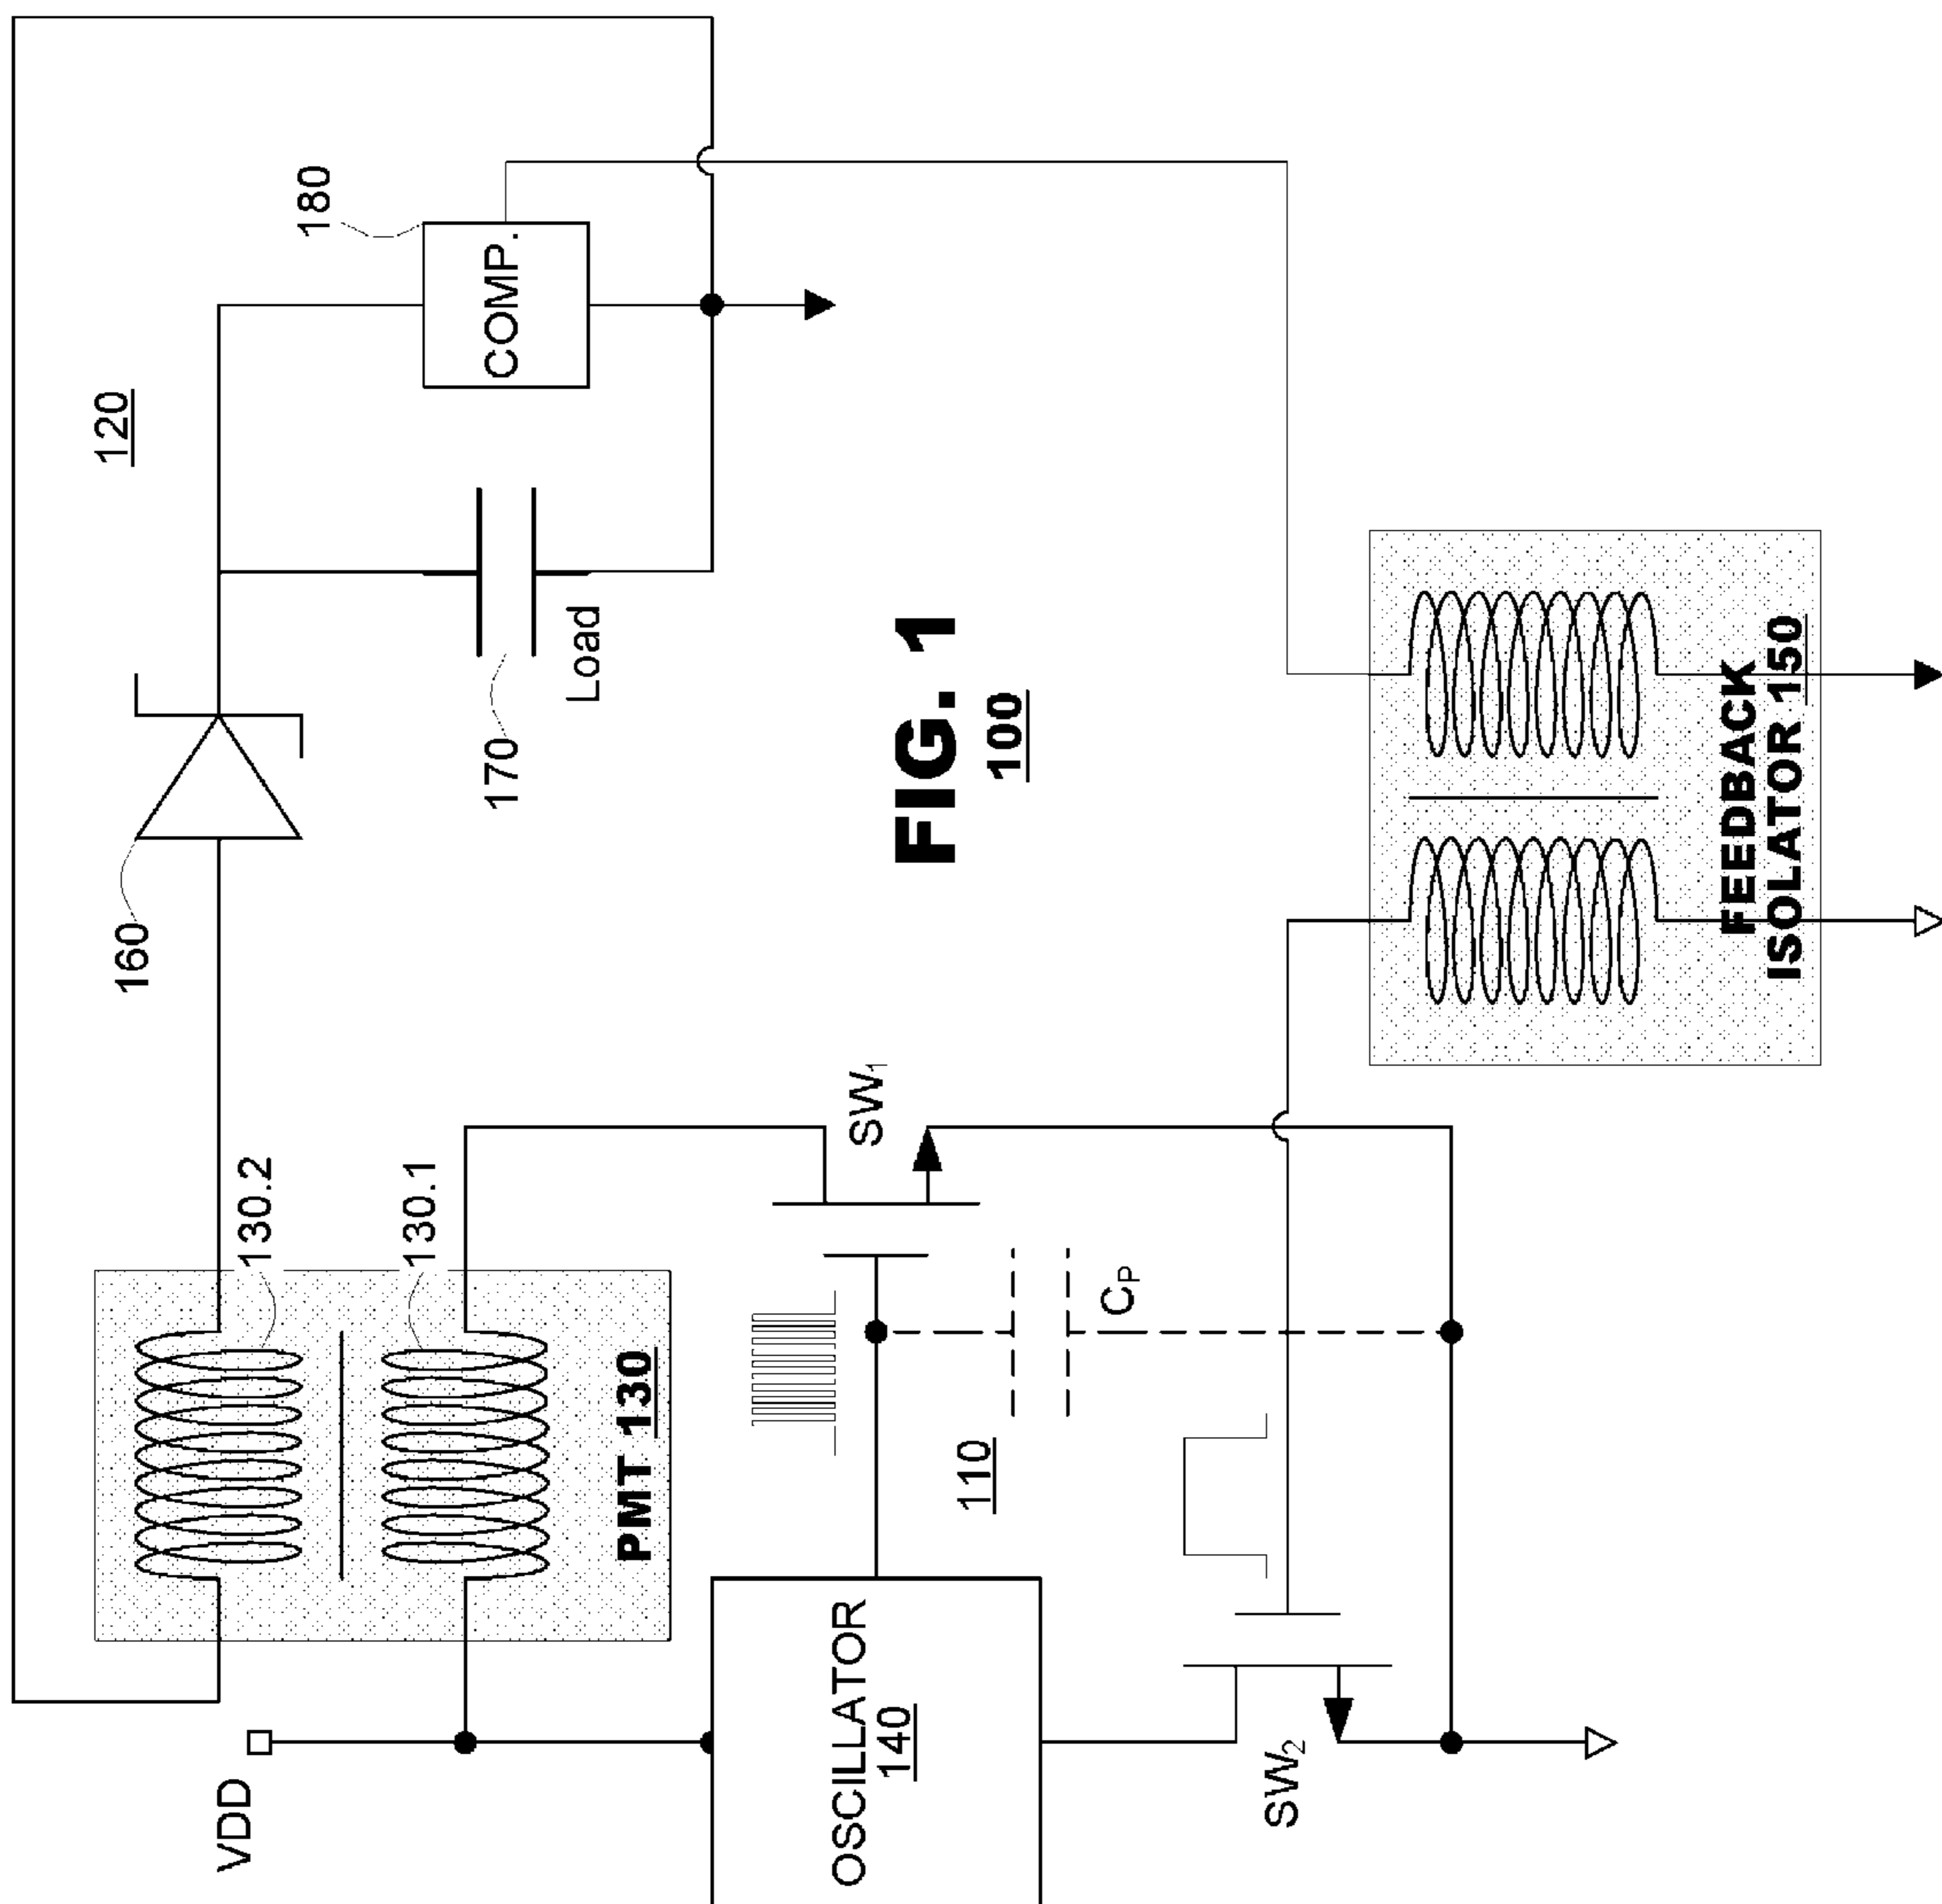 120
180
COMP.
160
170
Load
FIG. 1
100
130.2
130.1
PMT 130
VDD
SW1
CP
110
OSCILLATOR
140
SW2
FEEDBACK
ISOLATOR 150